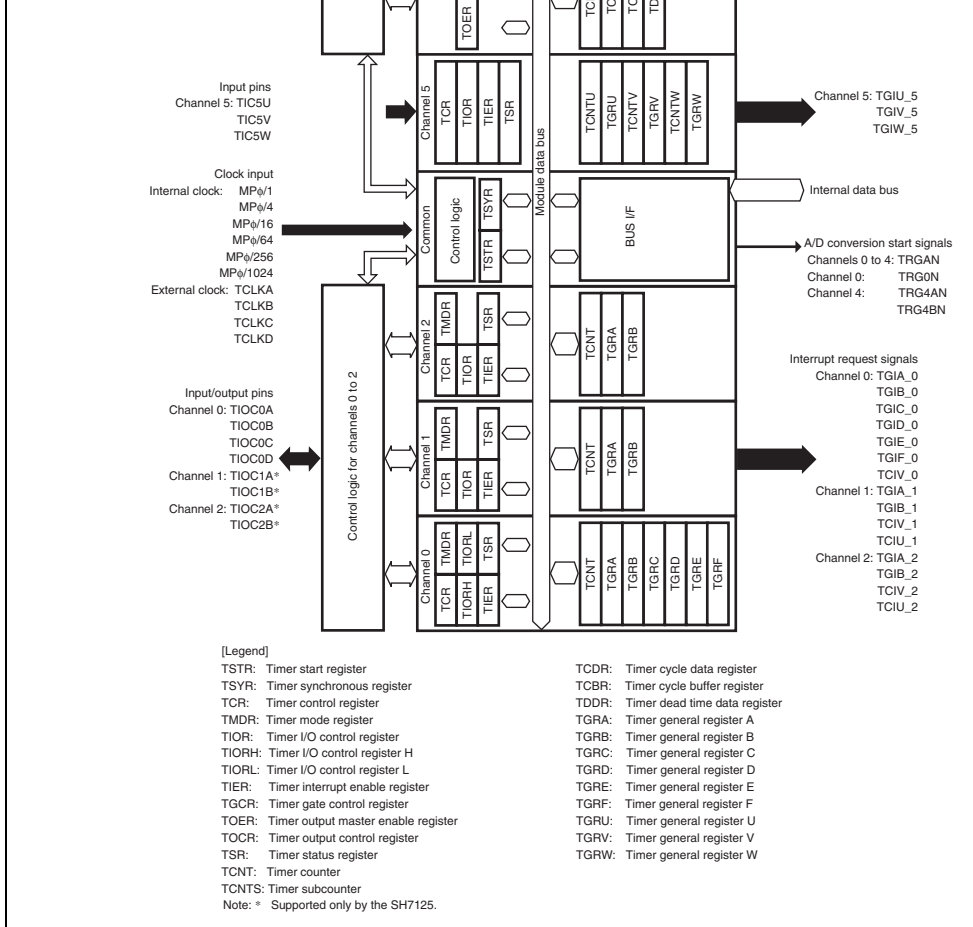 TOER
Input pins
Channel 5: TIC5U
TIC5V
TIC5W
Channel 5
TCR
TIOR
TIER
TSR
Module data bus
TCNTU
TGRU
TCNTV
TGRV
TCNTW
TGRW
Channel 5: TGIU_5
TGIV_5
TGIW_5
Clock input
Internal clock: MPφ/1
MPφ/4
MPφ/16
MPφ/64
MPφ/256
MPφ/1024
External clock: TCLKA
TCLKB
TCLKC
TCLKD
Common
Control logic
TSYR
TSTR
BUS I/F
Internal data bus
A/D conversion start signals
Channels 0 to 4: TRGAN
Channel 0: TRG0N
Channel 4: TRG4AN
TRG4BN
Input/output pins
Channel 0: TIOC0A
TIOC0B
TIOC0C
TIOC0D
Channel 1: TIOC1A*
TIOC1B*
Channel 2: TIOC2A*
TIOC2B*
Control logic for channels 0 to 2
Channel 2
TMDR
TSR
TCR
TIOR
TIER
TCNT
TGRA
TGRB
Channel 1
TMDR
TSR
TCR
TIOR
TIER
TCNT
TGRA
TGRB
Channel 0
TMDR
TIORL
TSR
TCR
TIORH
TIER
TCNT
TGRA
TGRB
TGRC
TGRD
TGRE
TGRF
Interrupt request signals
Channel 0: TGIA_0
TGIB_0
TGIC_0
TGID_0
TGIE_0
TGIF_0
TCIV_0
Channel 1: TGIA_1
TGIB_1
TCIV_1
TCIU_1
Channel 2: TGIA_2
TGIB_2
TCIV_2
TCIU_2
[Legend]
TSTR: Timer start register
TSYR: Timer synchronous register
TCR: Timer control register
TMDR: Timer mode register
TIOR: Timer I/O control register
TIORH: Timer I/O control register H
TIORL: Timer I/O control register L
TIER: Timer interrupt enable register
TGCR: Timer gate control register
TOER: Timer output master enable register
TOCR: Timer output control register
TSR: Timer status register
TCNT: Timer counter
TCNTS: Timer subcounter
Note: * Supported only by the SH7125.
TCDR: Timer cycle data register
TCBR: Timer cycle buffer register
TDDR: Timer dead time data register
TGRA: Timer general register A
TGRB: Timer general register B
TGRC: Timer general register C
TGRD: Timer general register D
TGRE: Timer general register E
TGRF: Timer general register F
TGRU: Timer general register U
TGRV: Timer general register V
TGRW: Timer general register W